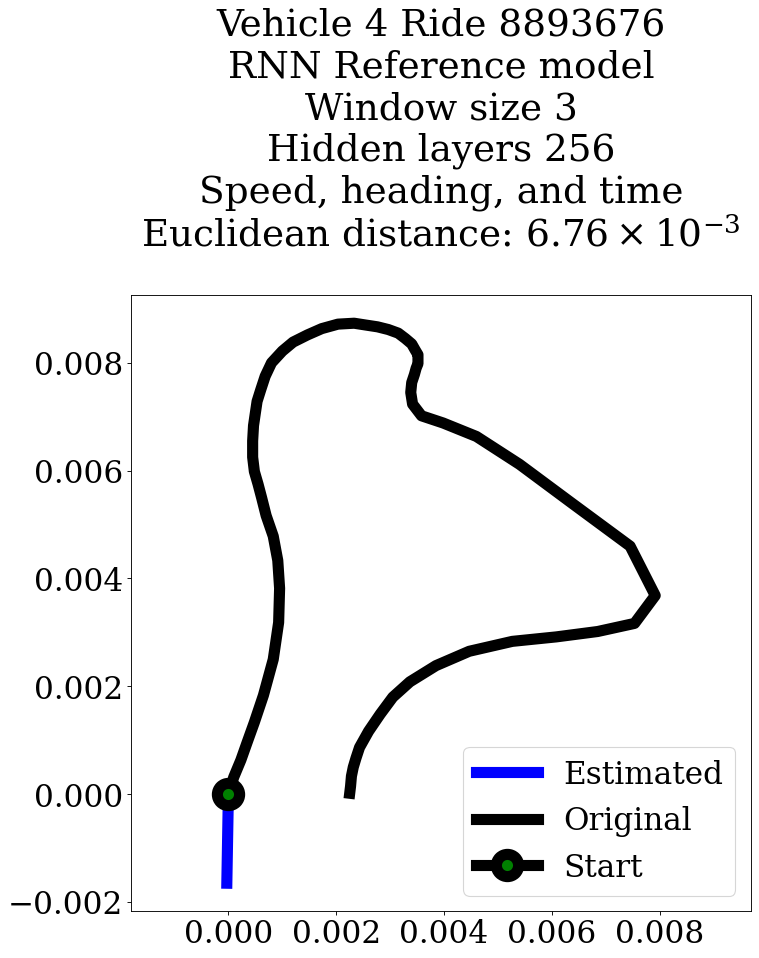 Vehicle 4 Ride 8893676
RNN Reference model
Window size 3
Hidden layers 256
Speed, heading, and time
Euclidean distance: 6.76 × 10⁻³
0.008
0.006
0.004
0.002
0.000
−0.002
Estimated
Original
Start
0.000 0.002 0.004 0.006 0.008